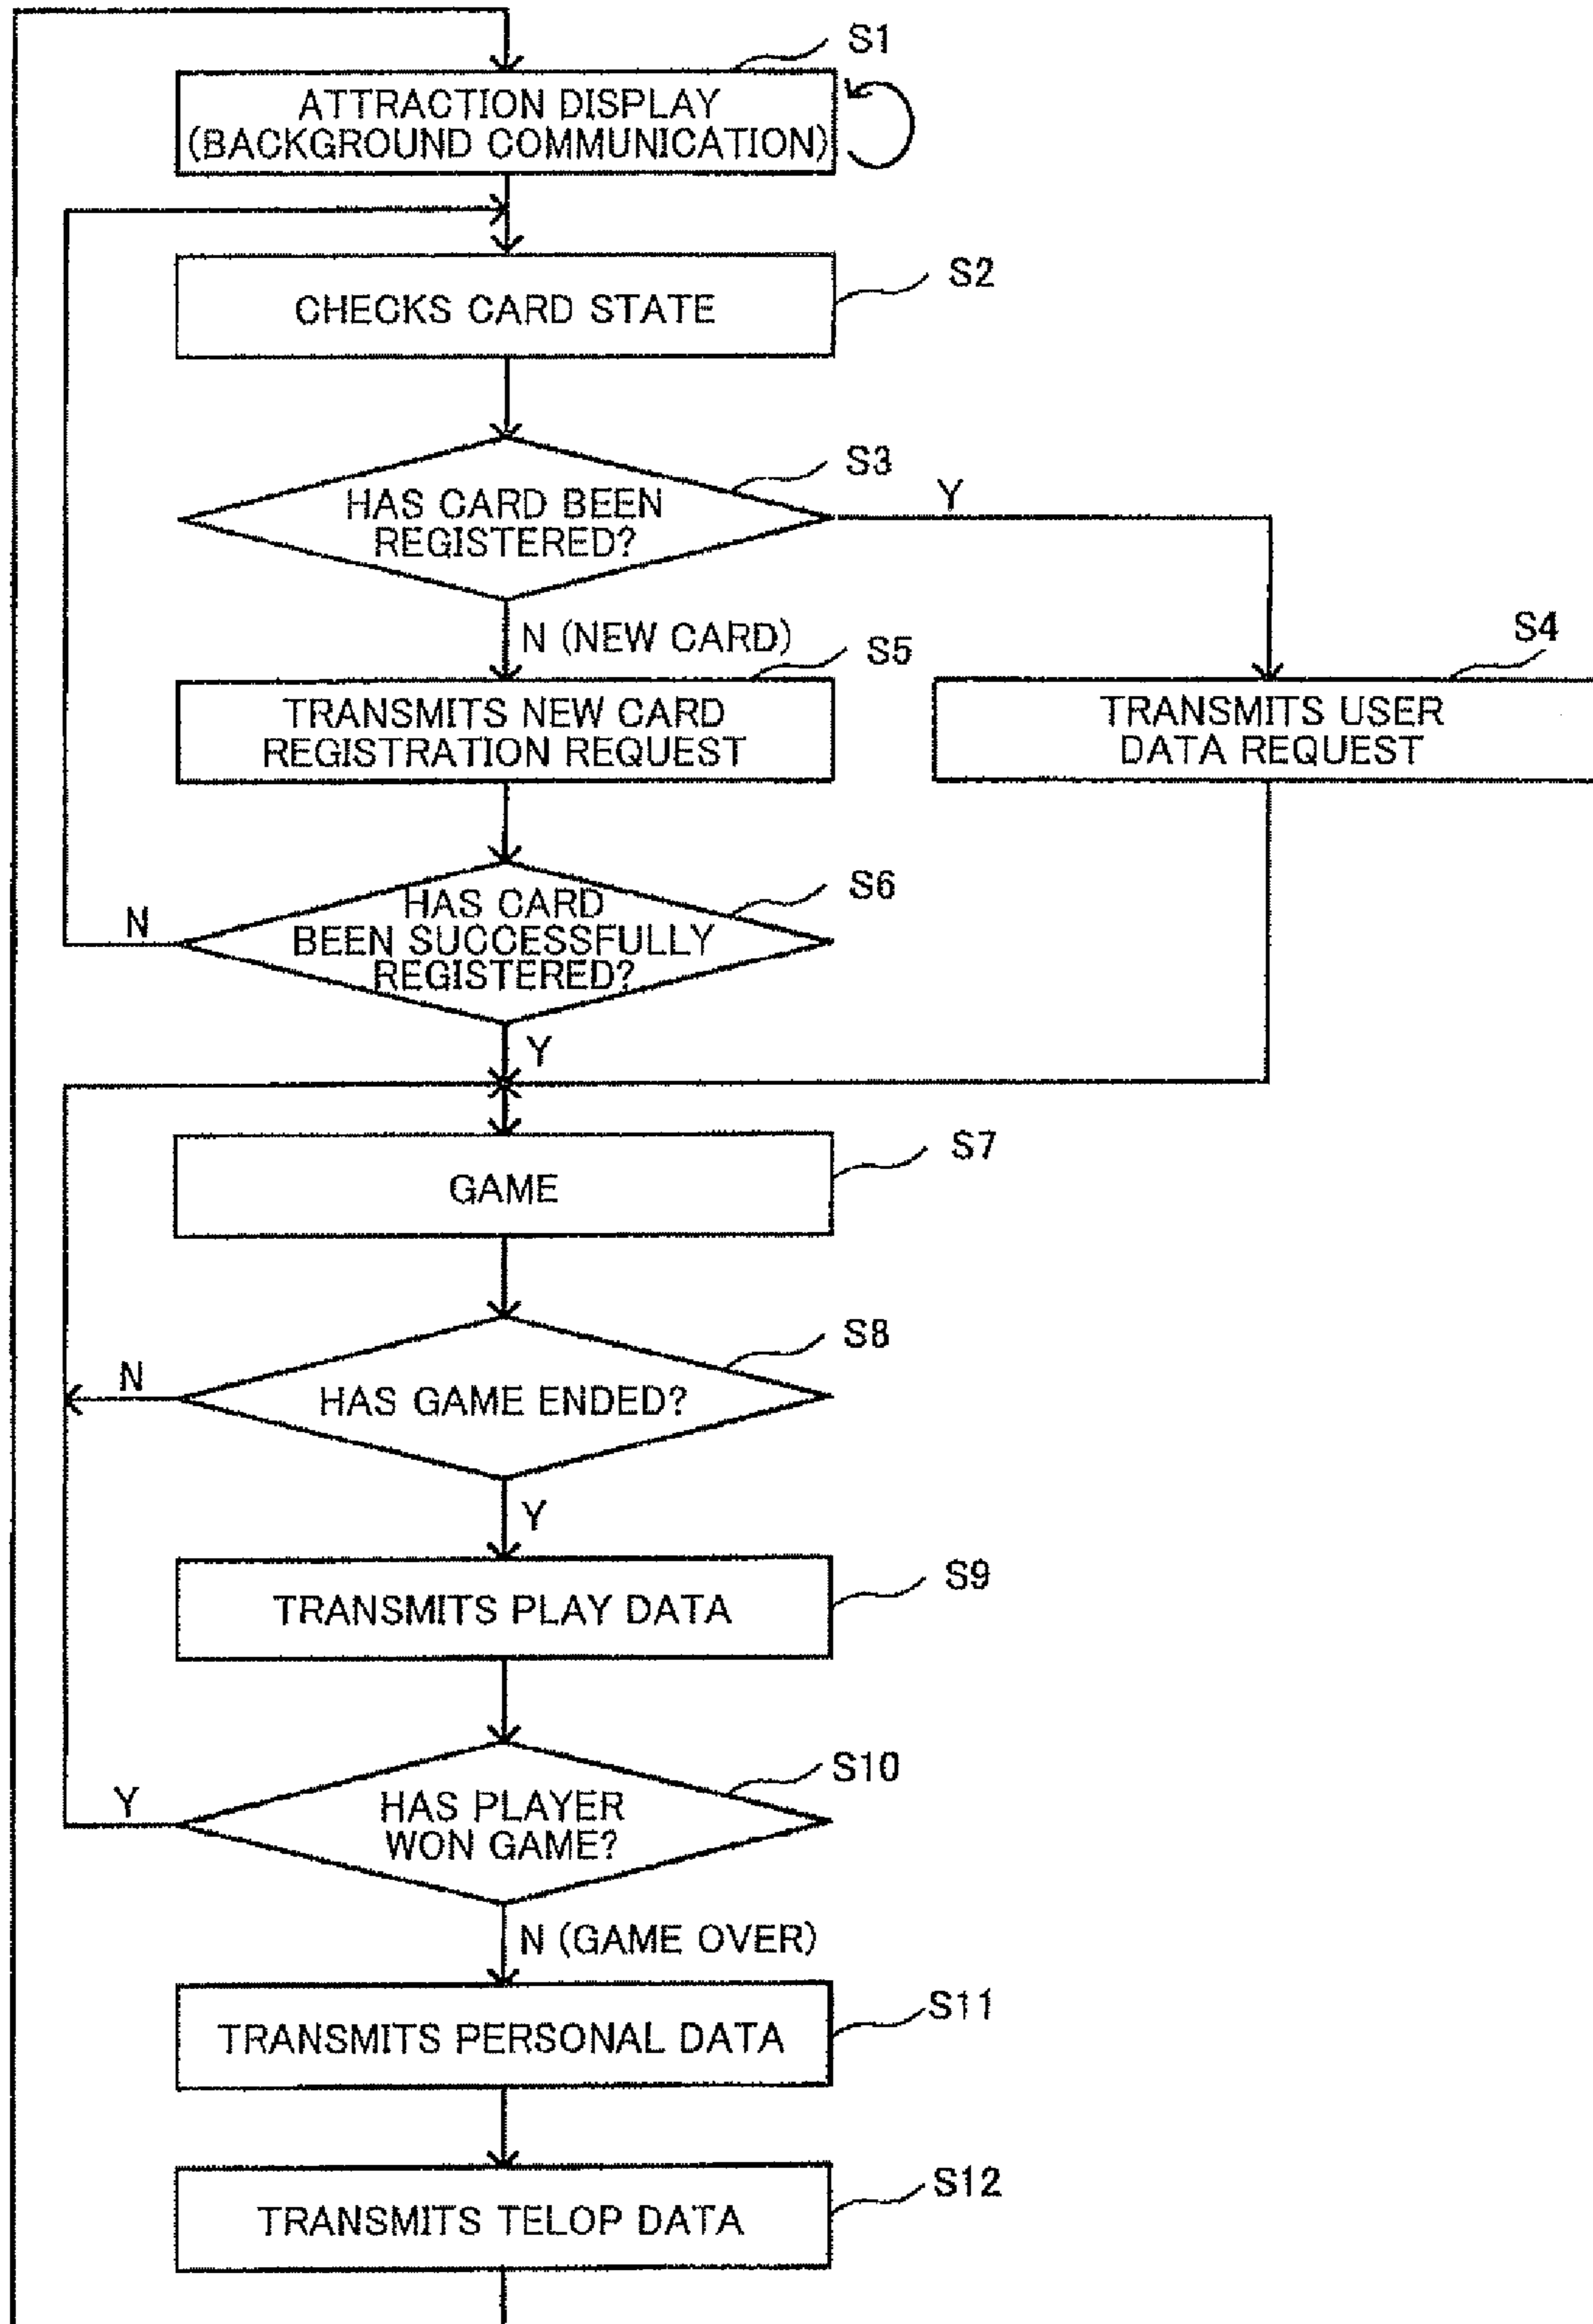 S1
ATTRACTION DISPLAY
(BACKGROUND COMMUNICATION)
S2
CHECKS CARD STATE
S3
HAS CARD BEEN
REGISTERED?
Y
N (NEW CARD)
S5
TRANSMITS NEW CARD
REGISTRATION REQUEST
S4
TRANSMITS USER
DATA REQUEST
S6
HAS CARD
BEEN SUCCESSFULLY
REGISTERED?
N
Y
S7
GAME
S8
HAS GAME ENDED?
N
Y
S9
TRANSMITS PLAY DATA
S10
HAS PLAYER
WON GAME?
Y
N (GAME OVER)
S11
TRANSMITS PERSONAL DATA
S12
TRANSMITS TELOP DATA